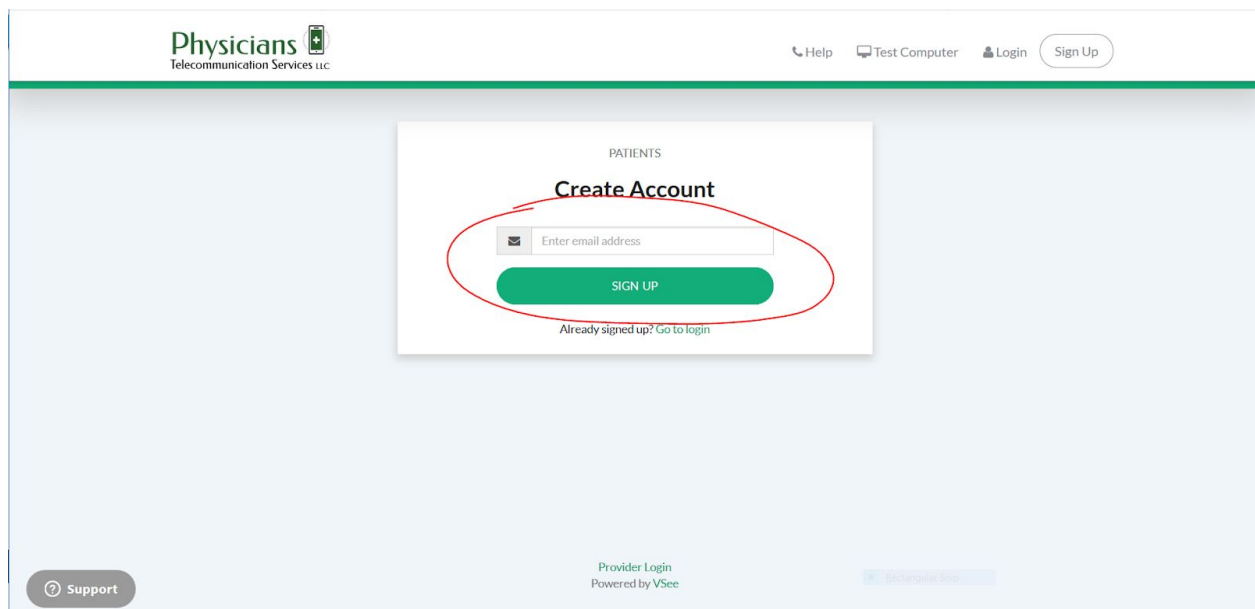 Physicians
Telecommunication Services LLC
Help Test Computer Login Sign Up
PATIENTS
Create Account
Enter email address
SIGN UP
Already signed up? Go to login
Provider Login
Powered by VSee
Support